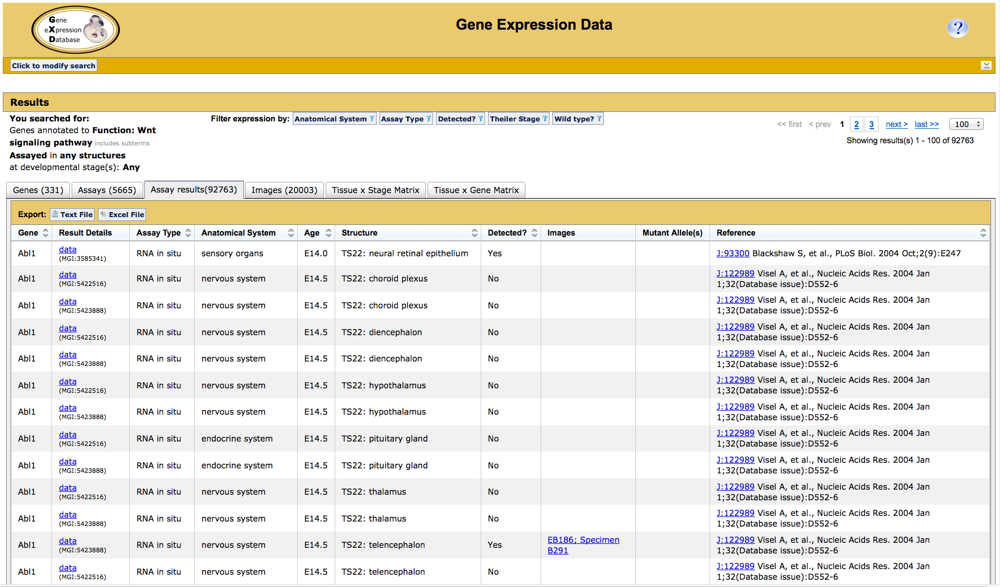 Gene
eXpression
Database
Gene Expression Data
?
Click to modify search
Results
You searched for:
Genes annotated to Function: Wnt
signaling pathway includes subterms
Assayed in any structures
at developmental stage(s): Any
Filter expression by: Anatomical System Assay Type Detected? Theiler Stage Wild type?
<< first < prev 1 2 3 next > last >> 100
Showing results(s) 1 - 100 of 92763
Genes (331) Assays (5665) Assay results(92763) Images (20003) Tissue x Stage Matrix Tissue x Gene Matrix
Export: Text File Excel File
Gene Result Details Assay Type Anatomical System Age Structure Detected? Images Mutant Allele(s) Reference
Abl1 data (MGI:3585341) RNA in situ sensory organs E14.0 TS22: neural retinal epithelium Yes J:93300 Blackshaw S, et al., PLoS Biol. 2004 Oct;2(9):E247
Abl1 data (MGI:5422516) RNA in situ nervous system E14.5 TS22: choroid plexus No J:122989 Visel A, et al., Nucleic Acids Res. 2004 Jan
1;32(Database issue):D552-6
Abl1 data (MGI:5423888) RNA in situ nervous system E14.5 TS22: choroid plexus No J:122989 Visel A, et al., Nucleic Acids Res. 2004 Jan
1;32(Database issue):D552-6
Abl1 data (MGI:5422516) RNA in situ nervous system E14.5 TS22: diencephalon No J:122989 Visel A, et al., Nucleic Acids Res. 2004 Jan
1;32(Database issue):D552-6
Abl1 data (MGI:5423888) RNA in situ nervous system E14.5 TS22: diencephalon No J:122989 Visel A, et al., Nucleic Acids Res. 2004 Jan
1;32(Database issue):D552-6
Abl1 data (MGI:5422516) RNA in situ nervous system E14.5 TS22: hypothalamus No J:122989 Visel A, et al., Nucleic Acids Res. 2004 Jan
1;32(Database issue):D552-6
Abl1 data (MGI:5423888) RNA in situ nervous system E14.5 TS22: hypothalamus No J:122989 Visel A, et al., Nucleic Acids Res. 2004 Jan
1;32(Database issue):D552-6
Abl1 data (MGI:5422516) RNA in situ endocrine system E14.5 TS22: pituitary gland No J:122989 Visel A, et al., Nucleic Acids Res. 2004 Jan
1;32(Database issue):D552-6
Abl1 data (MGI:5423888) RNA in situ endocrine system E14.5 TS22: pituitary gland No J:122989 Visel A, et al., Nucleic Acids Res. 2004 Jan
1;32(Database issue):D552-6
Abl1 data (MGI:5422516) RNA in situ nervous system E14.5 TS22: thalamus No J:122989 Visel A, et al., Nucleic Acids Res. 2004 Jan
1;32(Database issue):D552-6
Abl1 data (MGI:5423888) RNA in situ nervous system E14.5 TS22: thalamus No J:122989 Visel A, et al., Nucleic Acids Res. 2004 Jan
1;32(Database issue):D552-6
Abl1 data (MGI:5423888) RNA in situ nervous system E14.5 TS22: telencephalon Yes EB186; Specimen B291 J:122989 Visel A, et al., Nucleic Acids Res. 2004 Jan
1;32(Database issue):D552-6
Abl1 data (MGI:5422516) RNA in situ nervous system E14.5 TS22: telencephalon No J:122989 Visel A, et al., Nucleic Acids Res. 2004 Jan
1;32(Database issue):D552-6